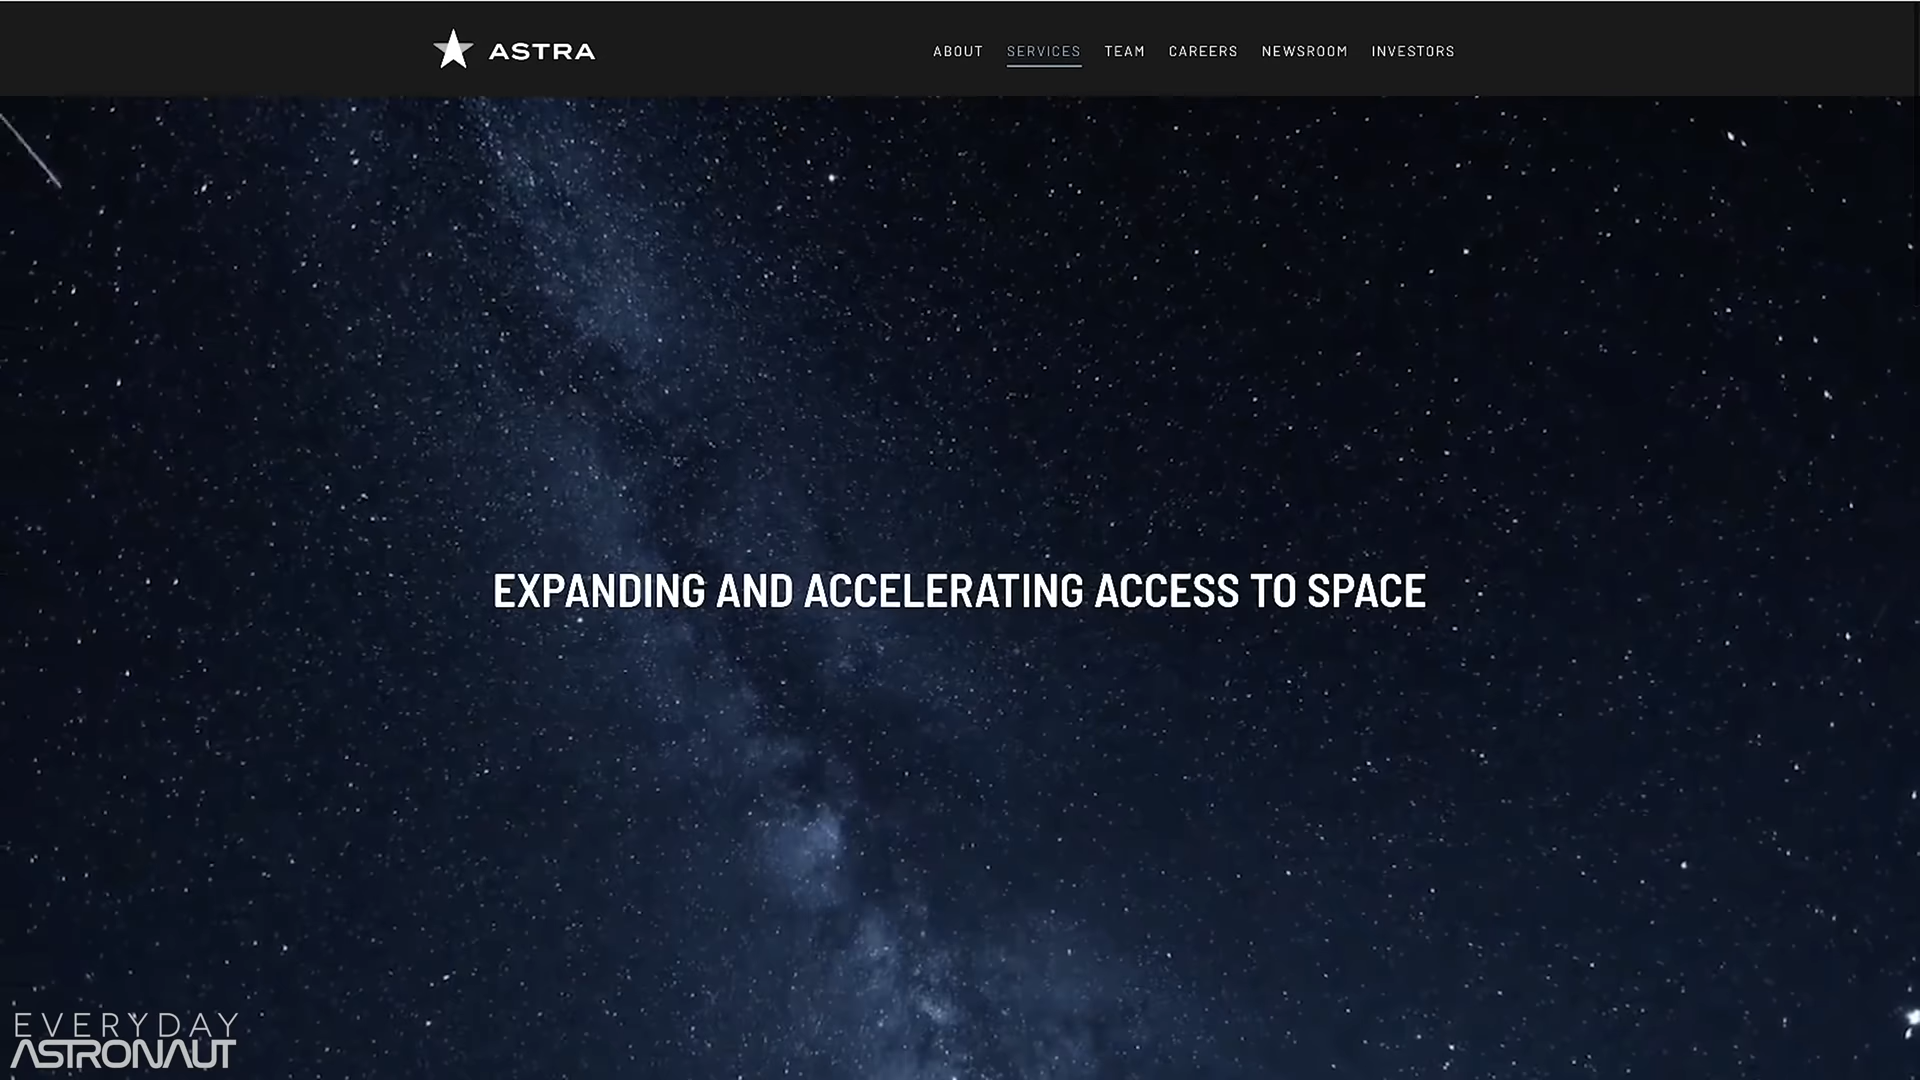 ASTRA
ABOUT SERVICES TEAM CAREERS NEWSROOM INVESTORS
EXPANDING AND ACCELERATING ACCESS TO SPACE
EVERYDAY
ASTRONAUT